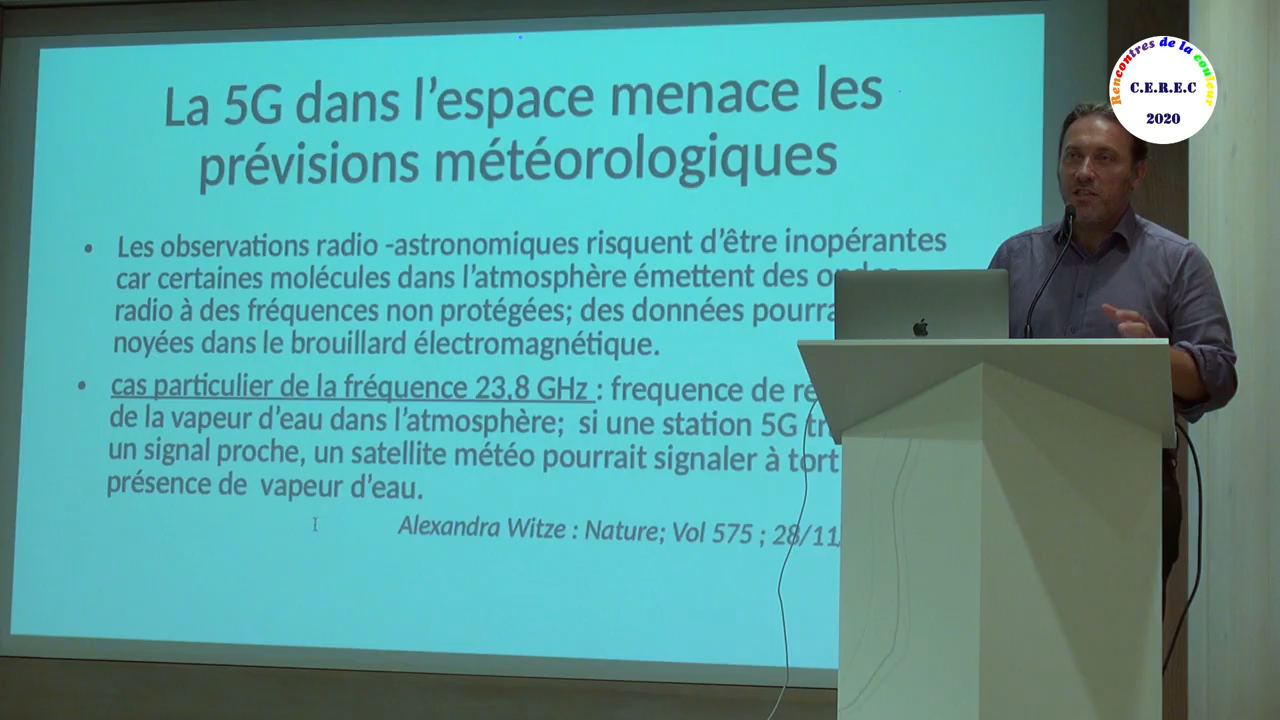 La 5G dans l'espace menace les
prévisions météorologiques
• Les observations radio -astronomiques risquent d'être inopérantes
car certaines molécules dans l'atmosphère émettent des ondes
radio à des fréquences non protégées; des données
noyées dans le brouillard électromagnétique.
• cas particulier de la fréquence 23,8 GHz : frequence de
de la vapeur d'eau dans l'atmosphère; si une station 5G
un signal proche, un satellite météo pourrait signaler à tort
présence de vapeur d'eau.
Alexandra Witze : Nature; Vol 575 ; 28/11
Rencontres de la couleur
C.E.R.E.C
2020